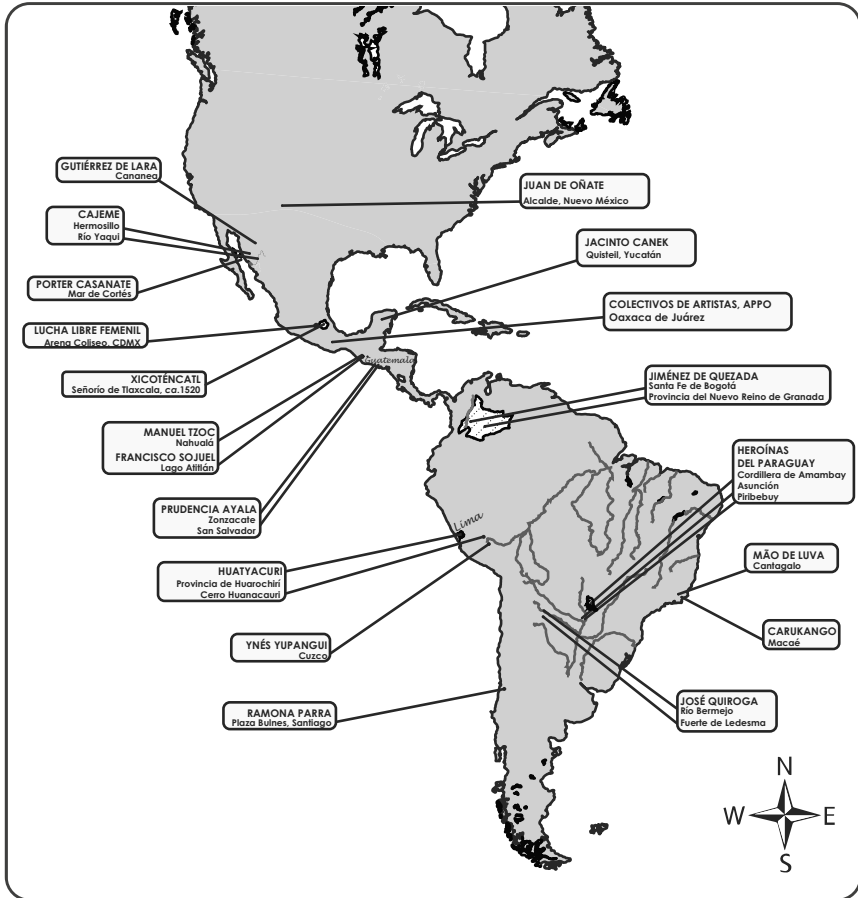 GUTIÉRREZ DE LARA
Cananea
CAJEME
Hermosillo
Río Yaqui
PORTER CASANATE
Mar de Cortés
LUCHA LIBRE FEMENIL
Arena Coliseo, CDMX
XICOTÉNCATL
Señorío de Tlaxcala, ca.1520
MANUEL TZOC
Nahualá
FRANCISCO SOJUEL
Lago Atitlán
PRUDENCIA AYALA
Zonzacate
San Salvador
HUATYACURI
Provincia de Huarochirí
Cerro Huanacauri
YNÉS YUPANGUI
Cuzco
RAMONA PARRA
Plaza Bulnes, Santiago
Guatemala
Lima
JUAN DE OÑATE
Alcalde, Nuevo México
JACINTO CANEK
Quisteil, Yucatán
COLECTIVOS DE ARTISTAS, APPO
Oaxaca de Juárez
JIMÉNEZ DE QUEZADA
Santa Fe de Bogotá
Provincia del Nuevo Reino de Granada
HEROÍNAS
DEL PARAGUAY
Cordillera de Amambay
Asunción
Piribebuy
MÃO DE LUVA
Cantagalo
CARUKANGO
Macaé
JOSÉ QUIROGA
Río Bermejo
Fuerte de Ledesma
N
W E
S